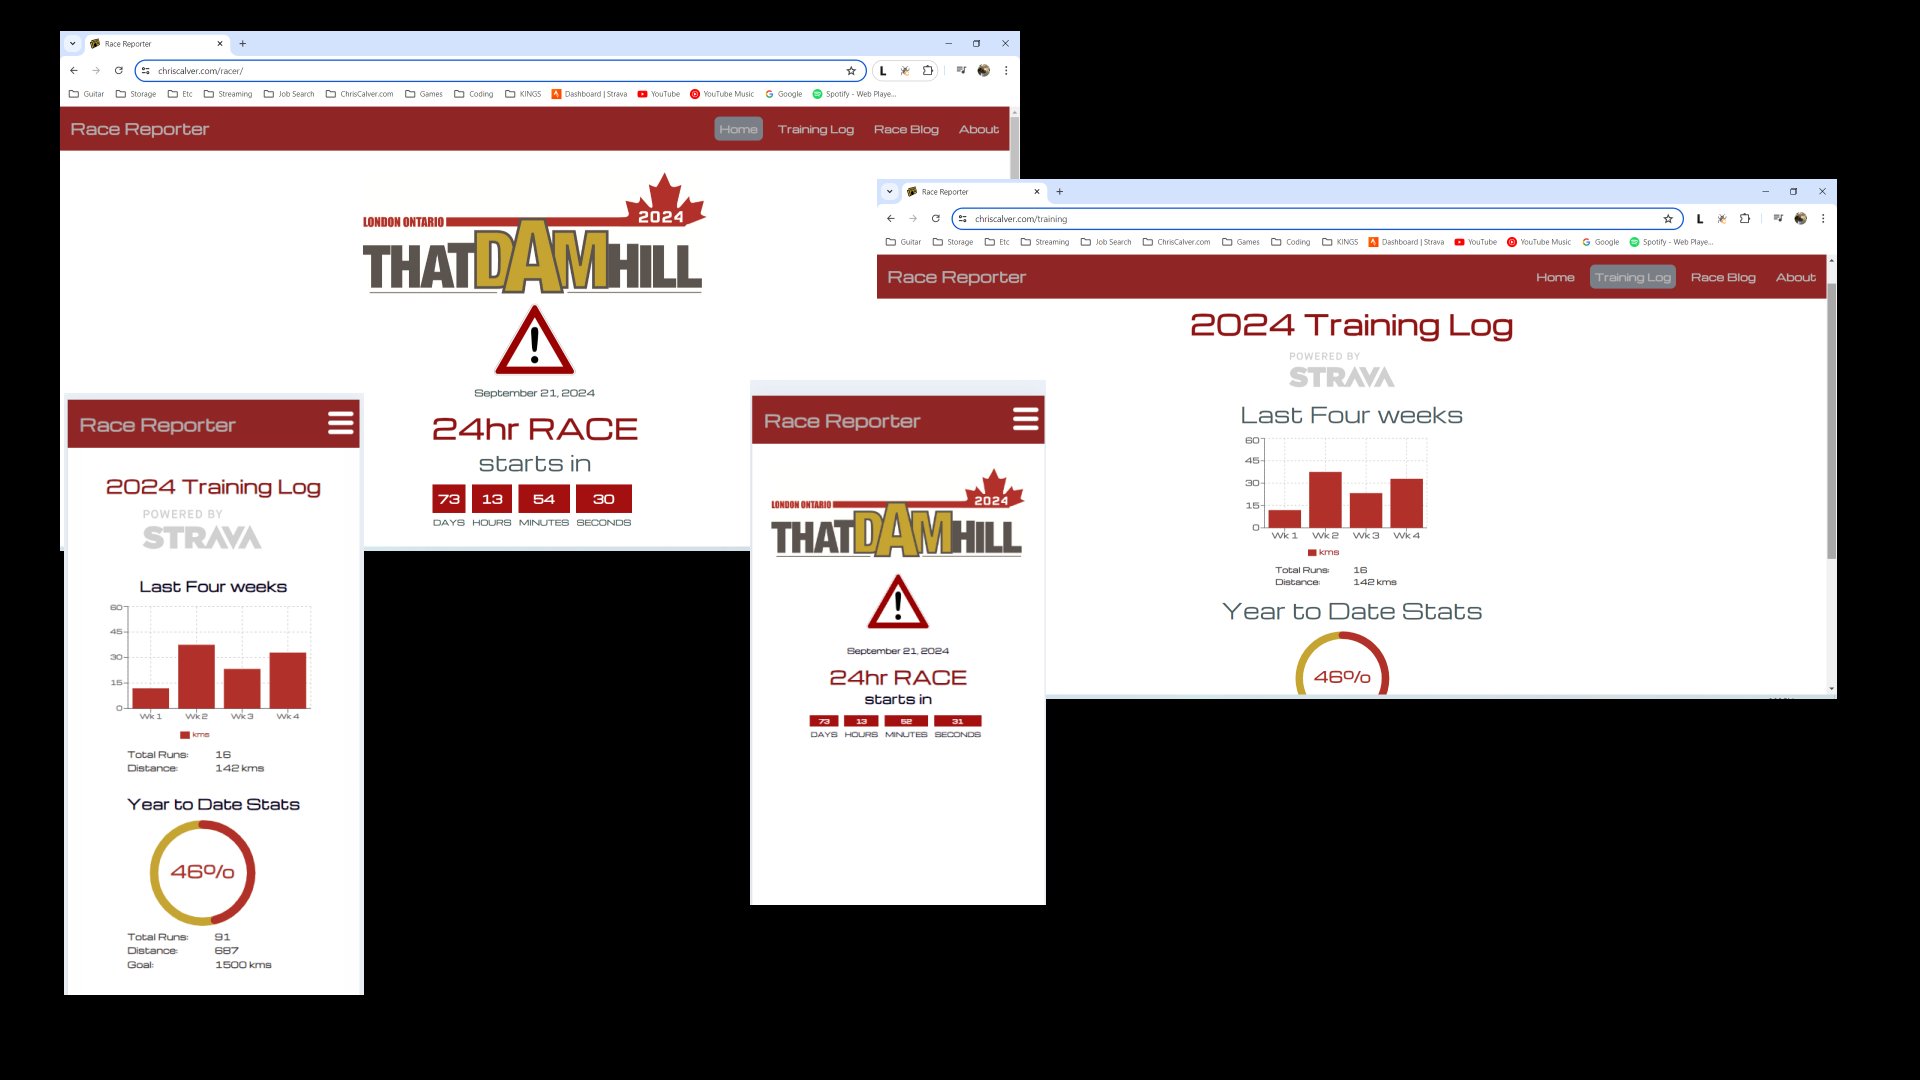 Race Reporter
chriscalver.com/racer/
Guitar Storage Etc Streaming Job Search ChrisCalver.com Games Coding KINGS Dashboard | Strava YouTube YouTube Music Google Spotify - Web Playe...
Race Reporter Home Training Log Race Blog About
LONDON ONTARIO 2024
THATDAMHILL
!
September 21, 2024
24hr RACE
starts in
73 13 54 30
DAYS HOURS MINUTES SECONDS
Race Reporter
chriscalver.com/training
Guitar Storage Etc Streaming Job Search ChrisCalver.com Games Coding KINGS Dashboard | Strava YouTube YouTube Music Google Spotify - Web Playe...
Race Reporter Home Training Log Race Blog About
2024 Training Log
POWERED BY
STRAVA
Last Four weeks
60
45
30
15
0
Wk 1 Wk 2 Wk 3 Wk 4
kms
Total Runs: 16
Distance: 142 kms
Year to Date Stats
46%
Race Reporter
2024 Training Log
POWERED BY
STRAVA
Last Four weeks
60
45
30
15
0
Wk 1 Wk 2 Wk 3 Wk 4
kms
Total Runs: 16
Distance: 142 kms
Year to Date Stats
46%
Total Runs: 91
Distance: 687
Goal: 1500 kms
Race Reporter
LONDON ONTARIO 2024
THATDAMHILL
!
September 21, 2024
24hr RACE
starts in
73 13 52 31
DAYS HOURS MINUTES SECONDS